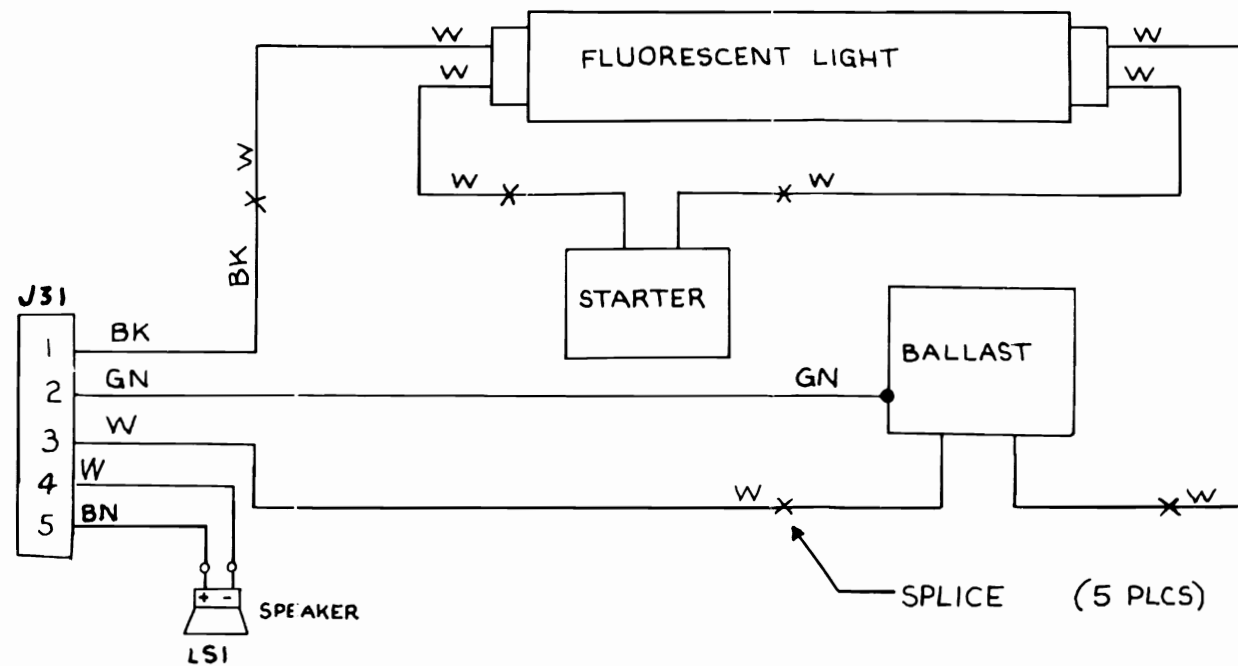 W
W
FLUORESCENT LIGHT
W
W
W
W
W
BK
STARTER
BALLAST
J31
1
BK
2
GN
GN
3
W
4
W
5
BN
W
W
SPLICE (5 PLCS)
+ -
SPEAKER
LS1